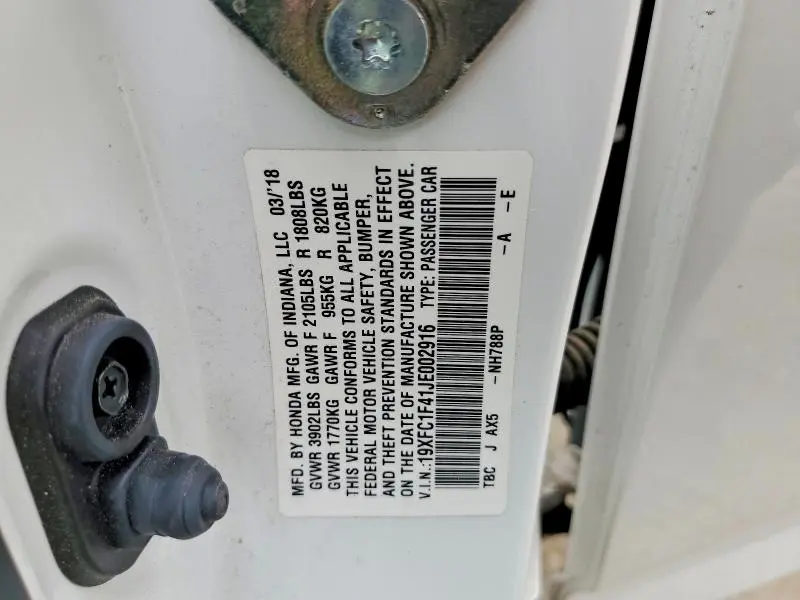 MFD. BY HONDA MFG. OF INDIANA, LLC 03/'18
GVWR 3902LBS GAWR F 2105LBS R 1808LBS
GVWR 1770KG GAWR F 955KG R 820KG
THIS VEHICLE CONFORMS TO ALL APPLICABLE
FEDERAL MOTOR VEHICLE SAFETY, BUMPER,
AND THEFT PREVENTION STANDARDS IN EFFECT
ON THE DATE OF MANUFACTURE SHOWN ABOVE.
V.I.N.:19XFC1F41JE002916 TYPE: PASSENGER CAR
TBC J AX5 -NH788P -A -E